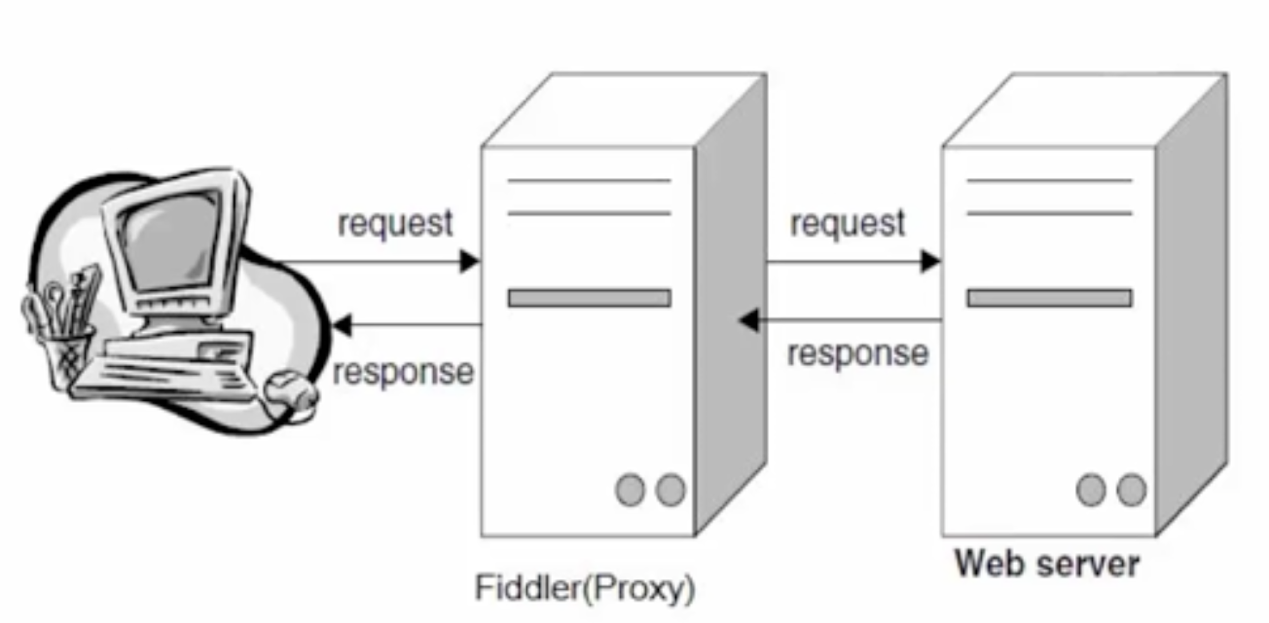 request
request
response
response
Fiddler(Proxy)
Web server